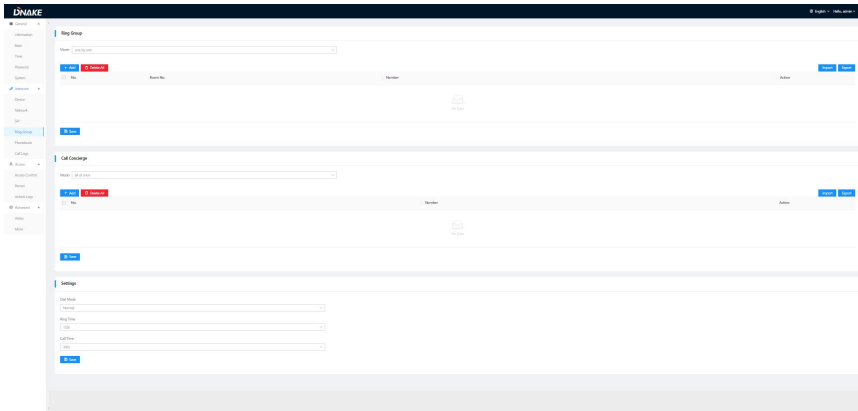 DNAKE
English
Hello, admin
General
Information
Basic
Time
Password
System
Intercom
Device
Network
SIP
Ring Group
Phonebook
Call Logs
Access
Access Control
Unlock Logs
Advanced
Video
Ring Group
Mode:
+ Add
Delete All
Import
Export
No.
Room No.
Number
Action
No Data
Save
Call Concierge
Mode:
+ Add
Delete All
Import
Export
No.
Number
Action
No Data
Save
Settings
Dial Mode
Normal
Ring Time
Call Time
Save